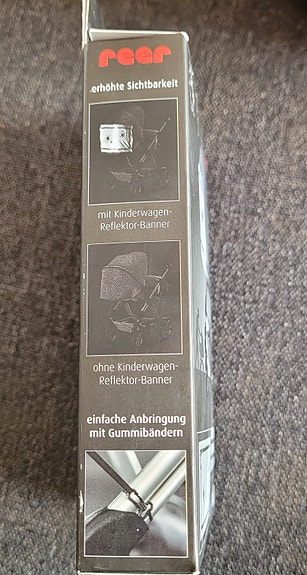 reer
erhöhte Sichtbarkeit
mit Kinderwagen-
Reflektor-Banner
ohne Kinderwagen-
Reflektor-Banner
einfache Anbringung
mit Gummibändern